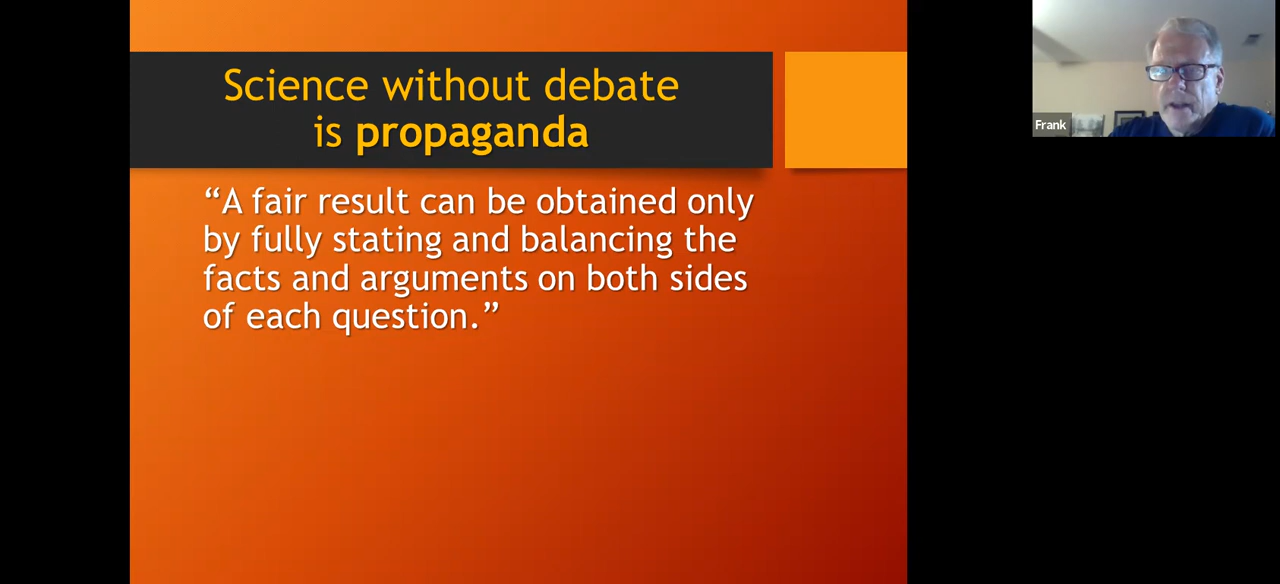 Science without debate
is propaganda
“A fair result can be obtained only
by fully stating and balancing the
facts and arguments on both sides
of each question.”
Frank